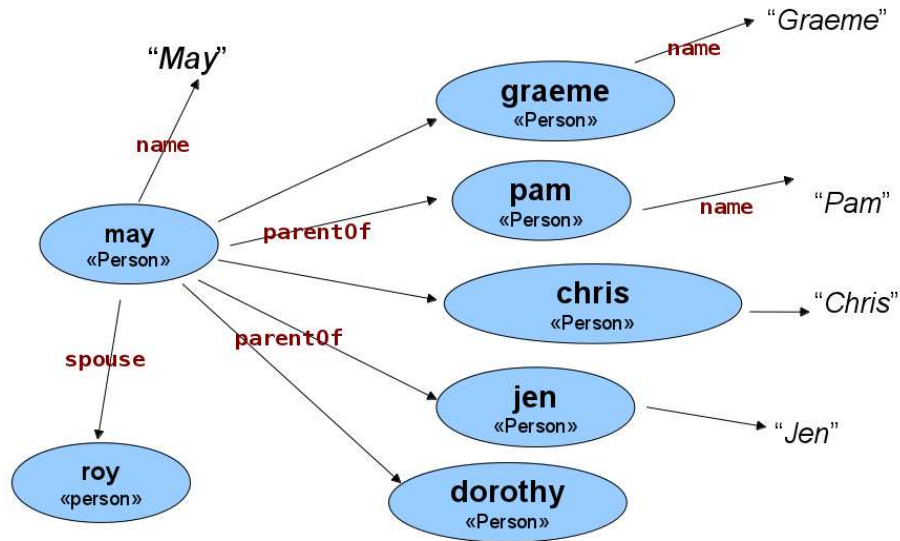 “May”
name
may
«Person»
spouse
roy
«person»
parentOf
parentOf
graeme
«Person»
name
“Graeme”
pam
«Person»
name
“Pam”
chris
«Person»
“Chris”
jen
«Person»
“Jen”
dorothy
«Person»